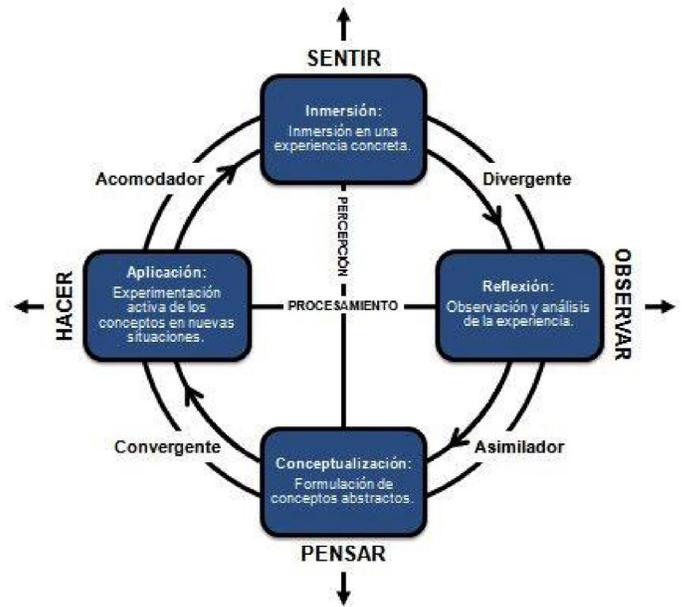 SENTIR
Inmersión:
Inmersión en una
experiencia concreta.
Acomodador
Divergente
PERCEPCIÓN
HACER
Aplicación:
Experimentación
activa de los
conceptos en nuevas
situaciones.
PROCESAMIENTO
Reflexión:
Observación y análisis
de la experiencia.
OBSERVAR
Convergente
Asimilador
Conceptualización:
Formulación de
conceptos abstractos.
PENSAR